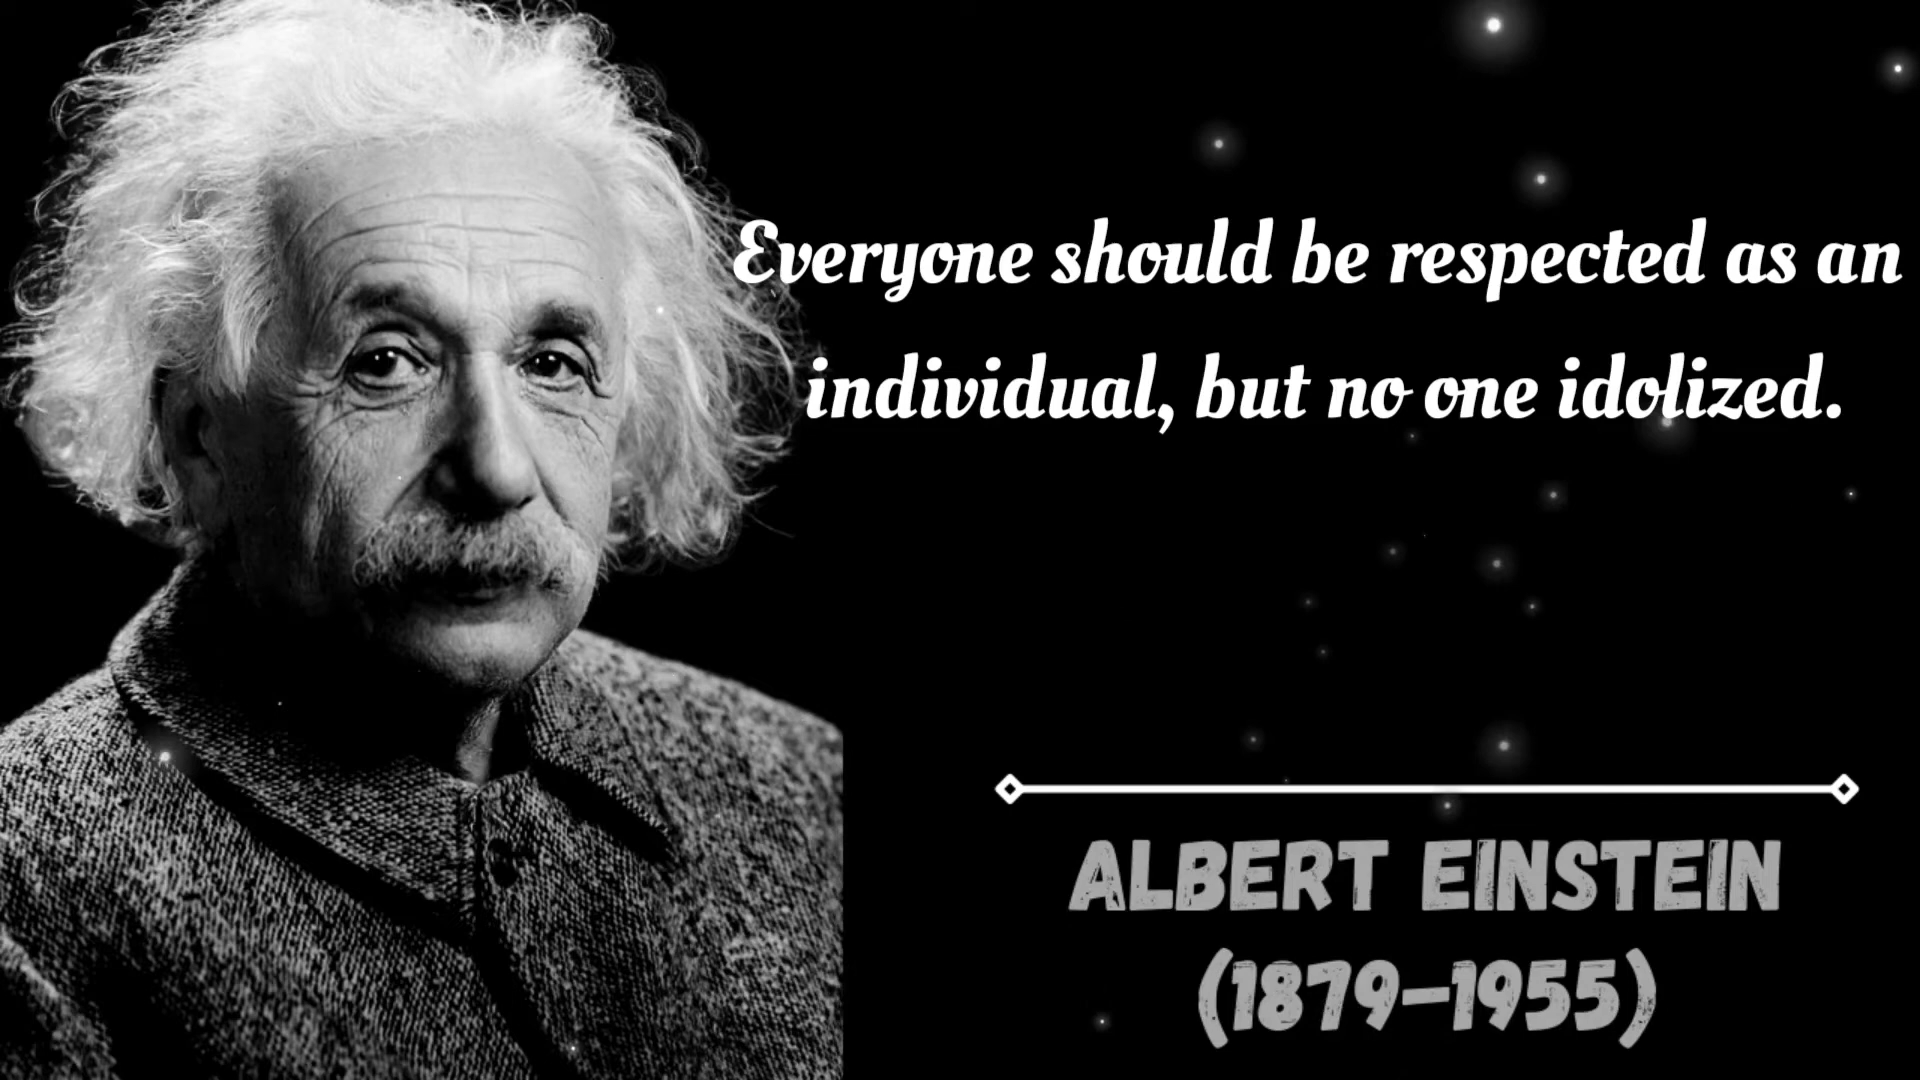 Everyone should be respected as an
individual, but no one idolized.
ALBERT EINSTEIN
(1879–1955)